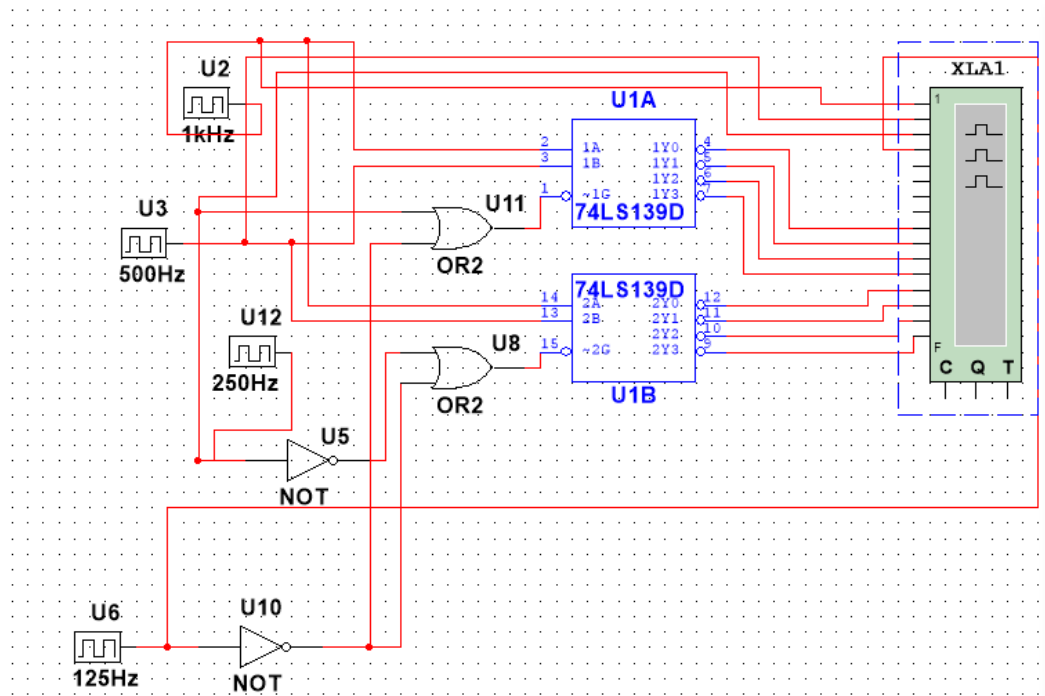 XLA1
U2
1kHz
1
U1A
2 1A 1Y0 4
3 1B 1Y1 5
1Y2 6
1 ~1G 1Y3 7
74LS139D
U11
OR2
U3
500Hz
74LS139D
14 2A 2Y0 12
13 2B 2Y1 11
2Y2 10
15 ~2G 2Y3 9
U1B
U12
250Hz
U8
OR2
F
C Q T
U5
NOT
U6
125Hz
U10
NOT